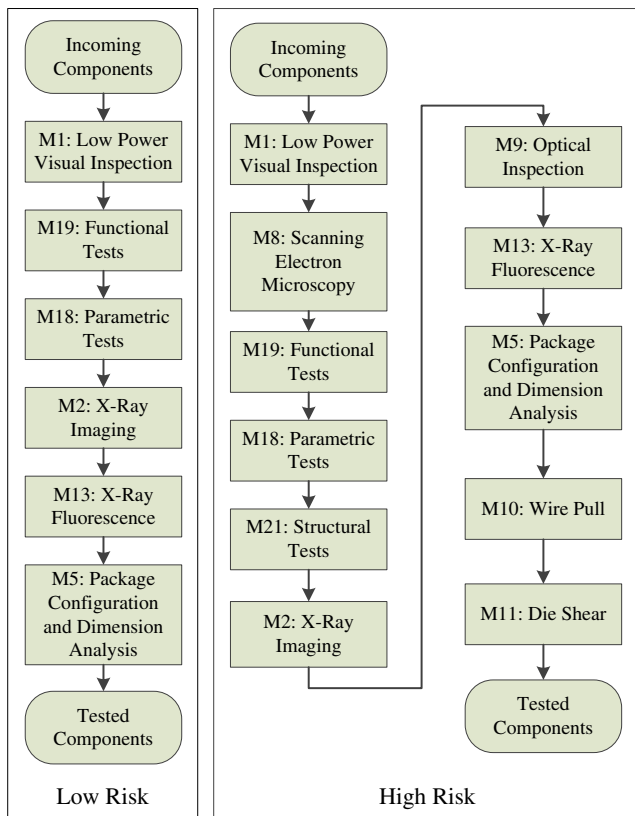 Incoming
Components
M1: Low Power
Visual Inspection
M19: Functional
Tests
M18: Parametric
Tests
M2: X-Ray
Imaging
M13: X-Ray
Fluorescence
M5: Package
Configuration
and Dimension
Analysis
Tested
Components
Low Risk
Incoming
Components
M1: Low Power
Visual Inspection
M8: Scanning
Electron
Microscopy
M19: Functional
Tests
M18: Parametric
Tests
M21: Structural
Tests
M2: X-Ray
Imaging
M9: Optical
Inspection
M13: X-Ray
Fluorescence
M5: Package
Configuration
and Dimension
Analysis
M10: Wire Pull
M11: Die Shear
Tested
Components
High Risk